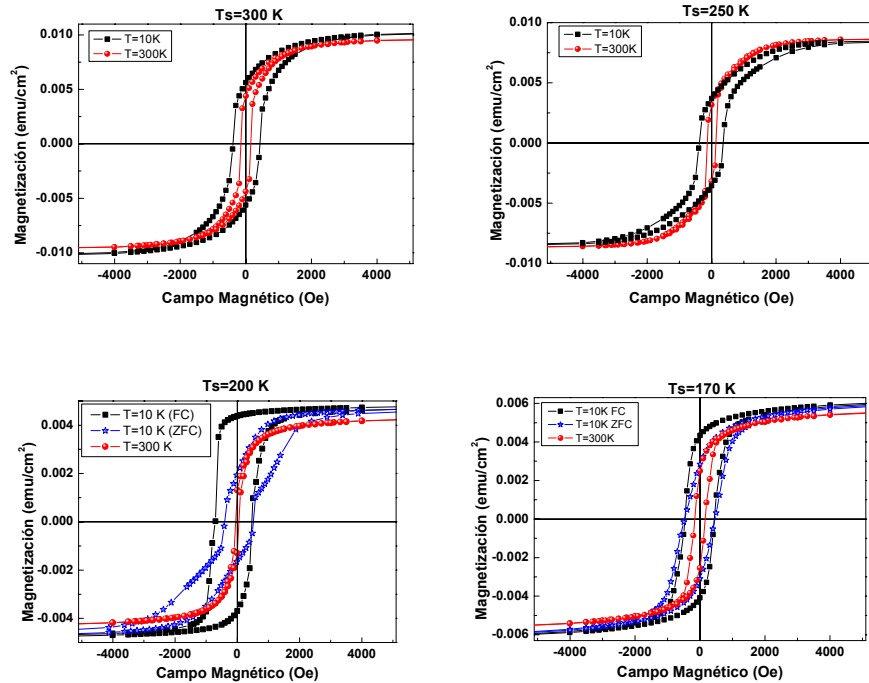 Ts=300 K
T=10K
T=300K
0.010
0.005
0.000
-0.005
-0.010
Magnetización (emu/cm²)
-4000 -2000 0 2000 4000
Campo Magnético (Oe)
Ts=250 K
T=10K
T=300K
0.010
0.005
0.000
-0.005
-0.010
Magnetización (emu/cm²)
-4000 -2000 0 2000 4000
Campo Magnético (Oe)
Ts=200 K
T=10 K (FC)
T=10 K (ZFC)
T=300 K
0.004
0.002
0.000
-0.002
-0.004
Magnetización (emu/cm²)
-4000 -2000 0 2000 4000
Campo Magnético (Oe)
Ts=170 K
T=10K FC
T=10K ZFC
T=300K
0.006
0.004
0.002
0.000
-0.002
-0.004
-0.006
Magnetización (emu/cm²)
-4000 -2000 0 2000 4000
Campo Magnético (Oe)